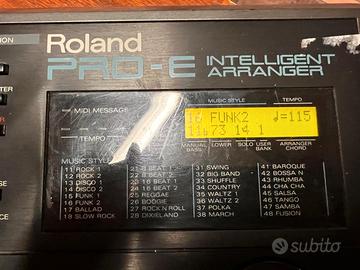 Roland
PRO-E INTELLIGENT
ARRANGER
MIDI MESSAGE
MUSIC STYLE TEMPO
16 FUNK2 ♩=115
11 73 14 1
MANUAL BASS LOWER SOLO USER BANK ARRANGER CHORD
MUSIC STYLE
11 ROCK 1
12 ROCK 2
13 DISCO 1
14 DISCO 2
15 FUNK 1
16 FUNK 2
17 BALLAD
18 SLOW ROCK
21 8 BEAT 1
22 8 BEAT 2
23 16 BEAT 1
24 16 BEAT 2
25 REGGAE
26 BOOGIE
27 ROCK'N ROLL
28 DIXIELAND
31 SWING
32 BIG BAND
33 SHUFFLE
34 COUNTRY
35 WALTZ 1
36 WALTZ 2
37 POLKA
38 MARCH
41 BAROQUE
42 BOSSA N
43 RHUMBA
44 CHA CHA
45 SALSA
46 TANGO
47 SAMBA
48 FUSION
subito